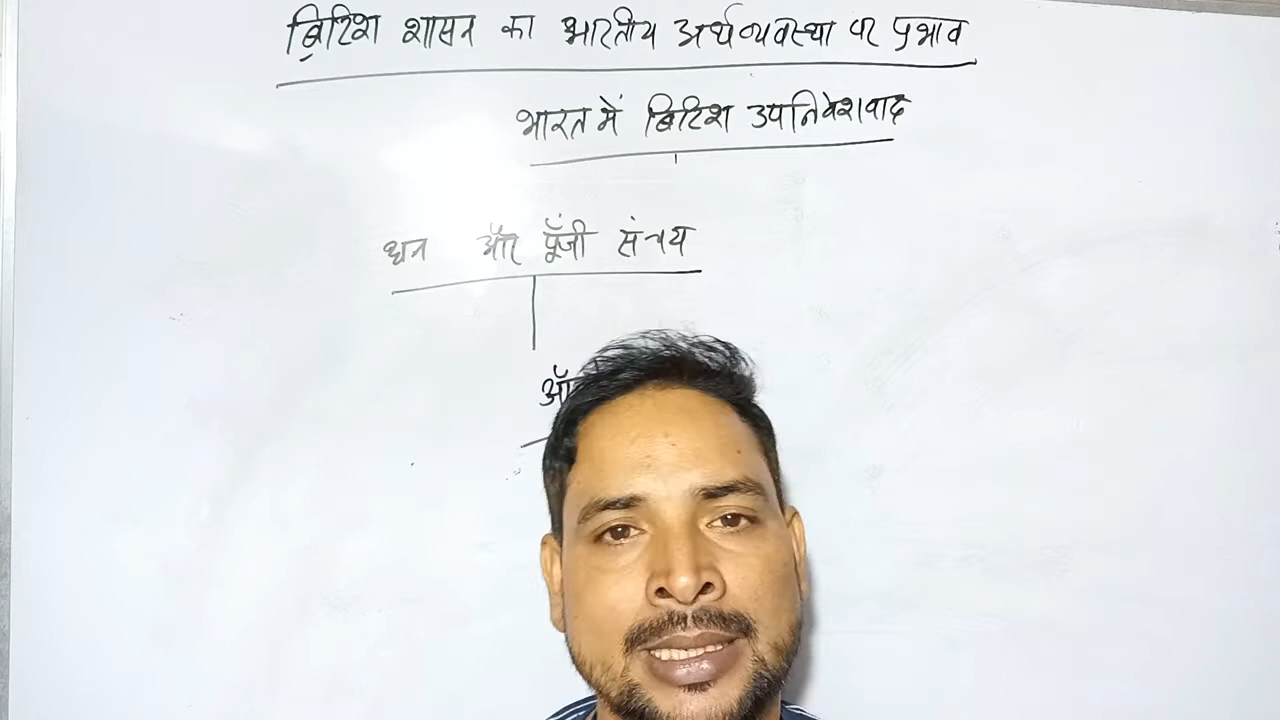 ब्रिटिश शासन का भारतीय अर्थव्यवस्था पर प्रभाव
भारत में ब्रिटिश उपनिवेशवाद
धन और पूँजी संचय